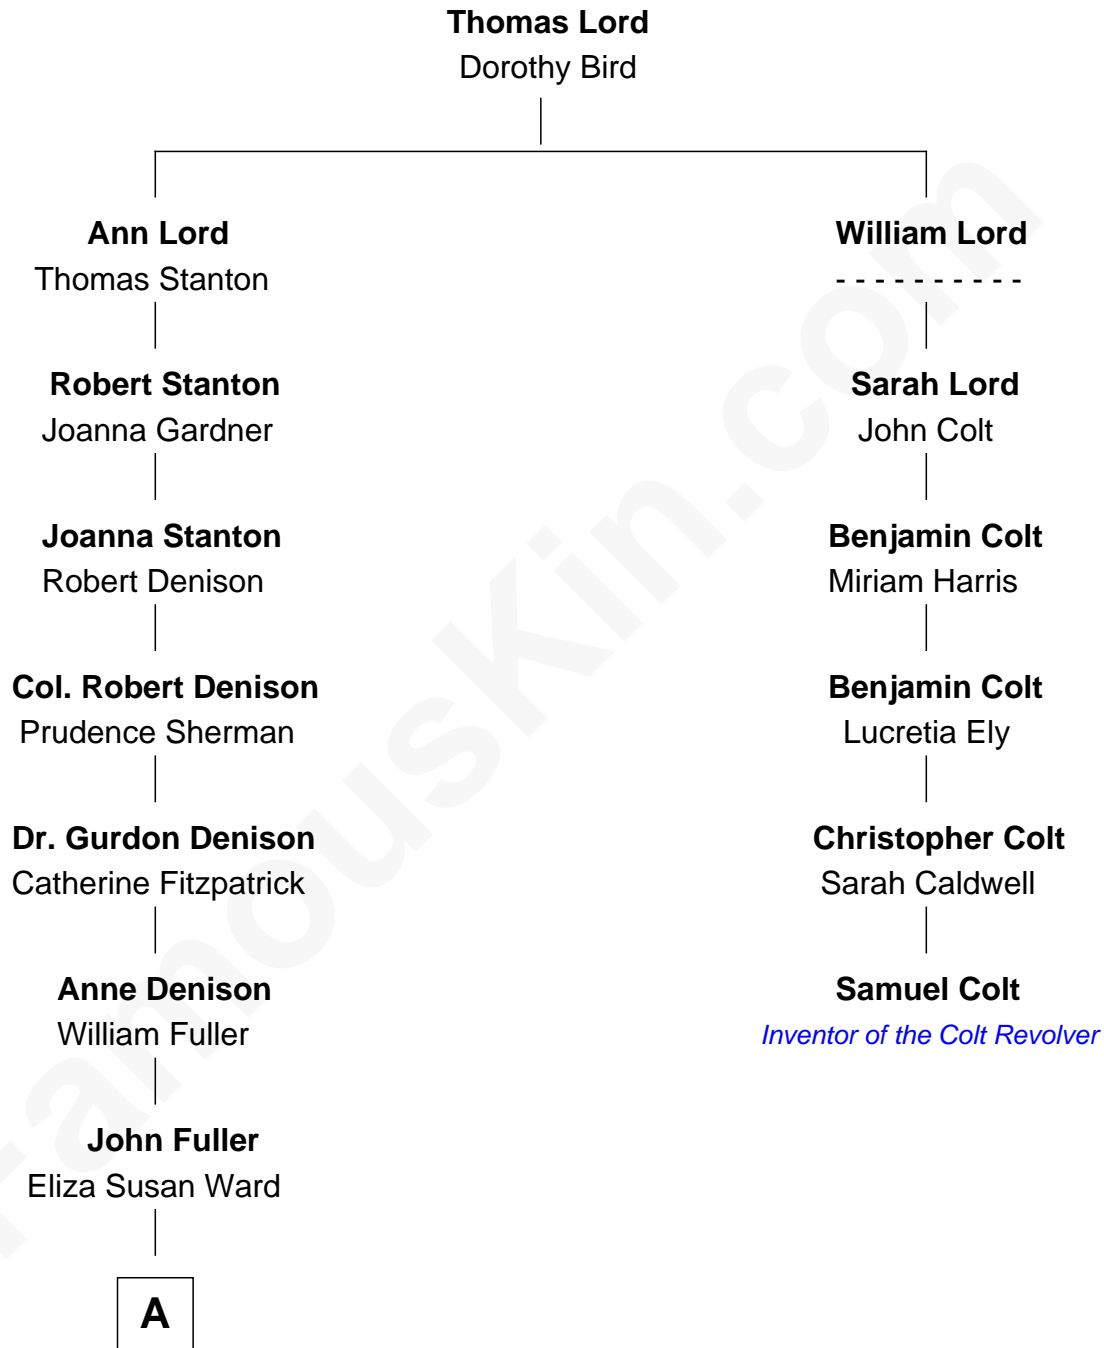 Thomas Lord
Dorothy Bird
Ann Lord
Thomas Stanton
Robert Stanton
Joanna Gardner
Joanna Stanton
Robert Denison
Col. Robert Denison
Prudence Sherman
Dr. Gurdon Denison
Catherine Fitzpatrick
Anne Denison
William Fuller
John Fuller
Eliza Susan Ward
A
William Lord
- - - - - - - - - -
Sarah Lord
John Colt
Benjamin Colt
Miriam Harris
Benjamin Colt
Lucretia Ely
Christopher Colt
Sarah Caldwell
Samuel Colt
Inventor of the Colt Revolver
FamousKin.com